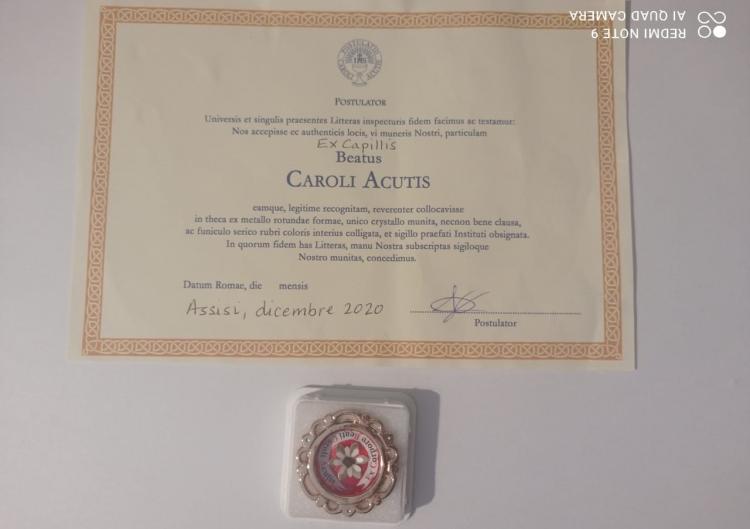 REDMI NOTE 9
AI QUAD CAMERA
POSTULATOR
Universis et singulis praesentes Litteras inspecturis fidem facimus ac testamur:
Nos accepisse ec authenticis locis, vi muneris Nostri, particulam
Ex Capillis
Beatus
CAROLI ACUTIS
eamque, legitime recognitam, reverenter collocavisse
in theca ex metallo rotundae formae, unico crystallo munita, necnon bene clausa,
ac funiculo serico rubri coloris interius colligata, et sigillo praefati Instituti obsignata.
In quorum fidem has Litteras, manu Nostra subscriptas sigiloque
Nostro munitas, concedimus.
Datum Romae, die mensis
Assisi, dicembre 2020
Postulator